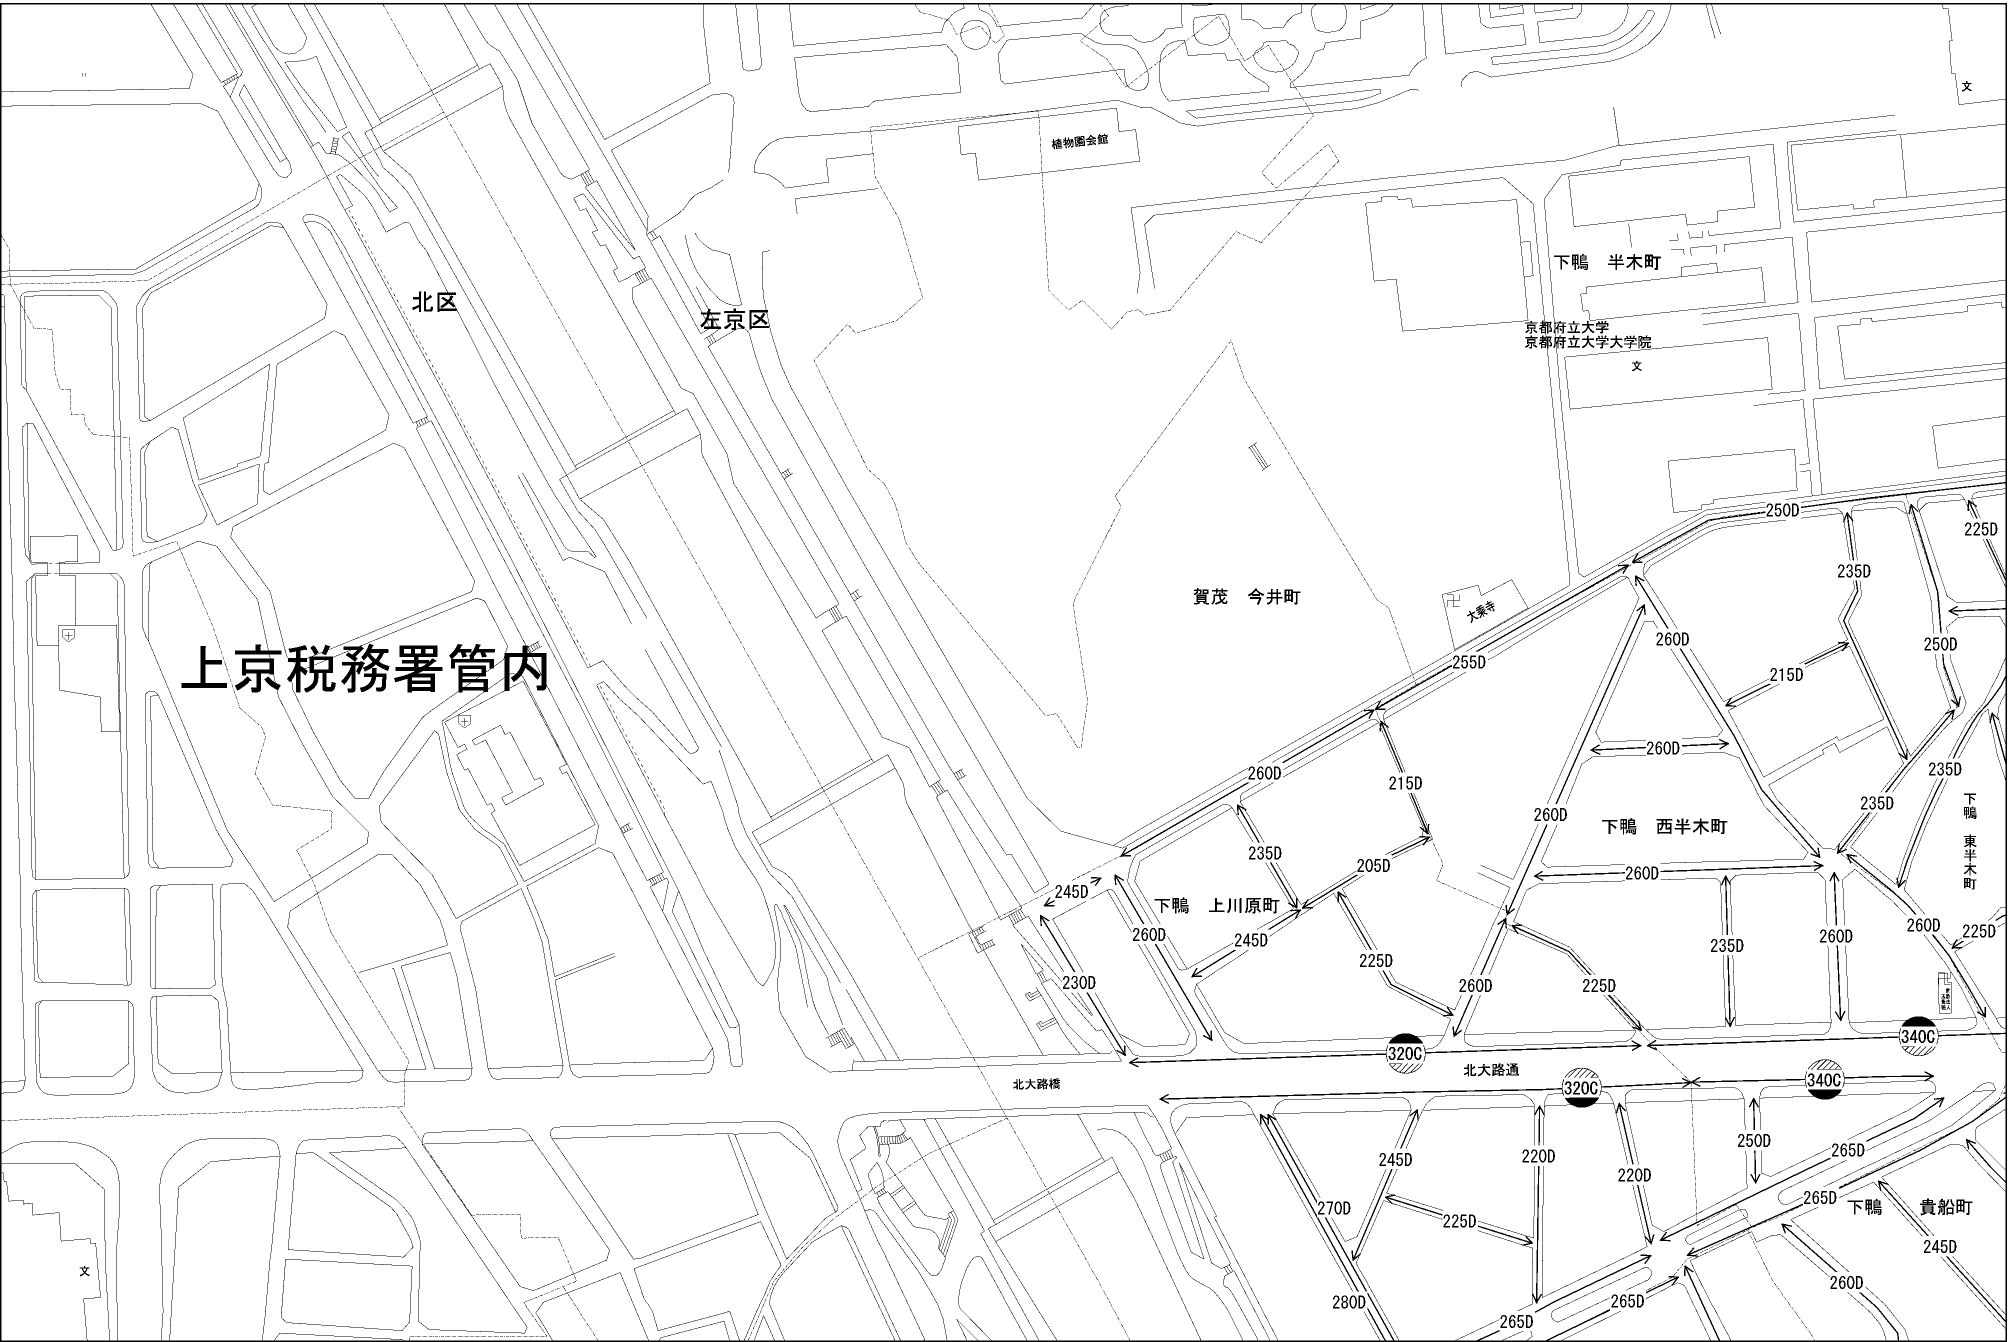 文
植物園会館
下鴨　半木町
北区
左京区
京都府立大学
京都府立大学大学院
文
250D
225D
235D
賀茂　今井町
大乗寺
260D
250D
上京税務署管内
255D
215D
260D
260D
235D
215D
235D
260D
下鴨　西半木町
下鴨　東半木町
235D
205D
260D
245D
下鴨　上川原町
260D
245D
235D
260D
260D
225D
225D
230D
260D
225D
340C
320C
北大路通
北大路橋
320C
340C
250D
265D
245D
220D
220D
265D
下鴨　貴船町
270D
225D
245D
文
260D
280D
265D
265D